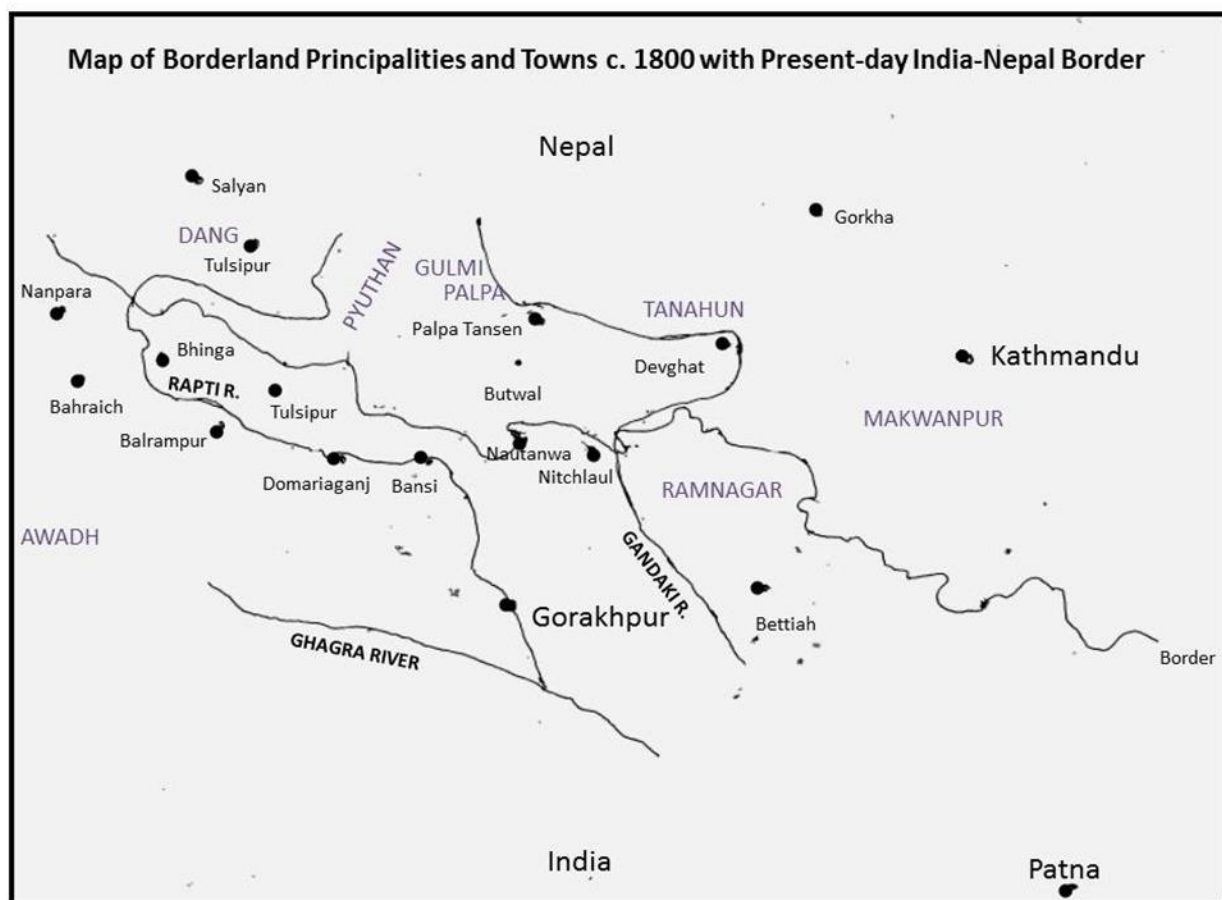 Map of Borderland Principalities and Towns c. 1800 with Present-day India-Nepal Border
Nepal
Salyan
Gorkha
DANG
Tulsipur
PYUTHAN
GULMI
PALPA
TANAHUN
Nanpara
Palpa Tansen
Devghat
Kathmandu
Bhinga
RAPTI R.
Tulsipur
Butwal
Bahraich
MAKWANPUR
Balrampur
Nautanwa
Nitchlaul
Domariaganj
Bansi
RAMNAGAR
AWADH
GANDAKI R.
Gorakhpur
Bettiah
GHAGRA RIVER
Border
India
Patna